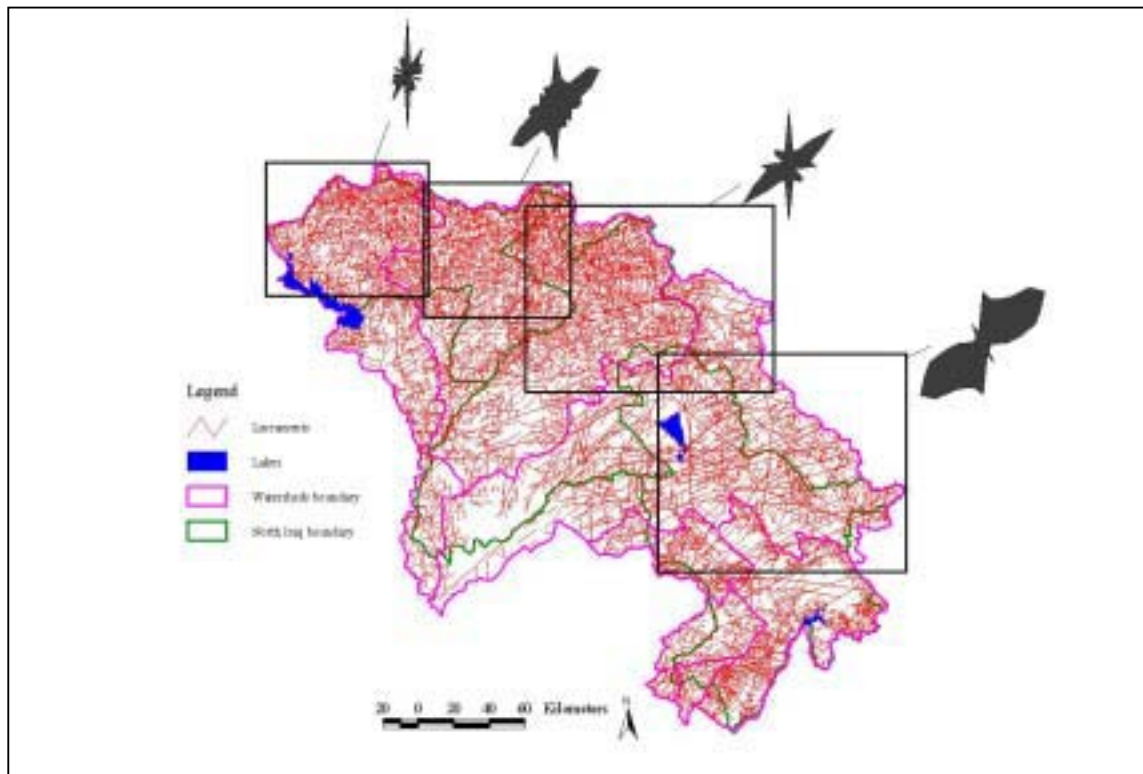 Legend
Lineaments
Lakes
Watersheds boundary
North Iraq boundary
20 0 20 40 60 Kilometers
N